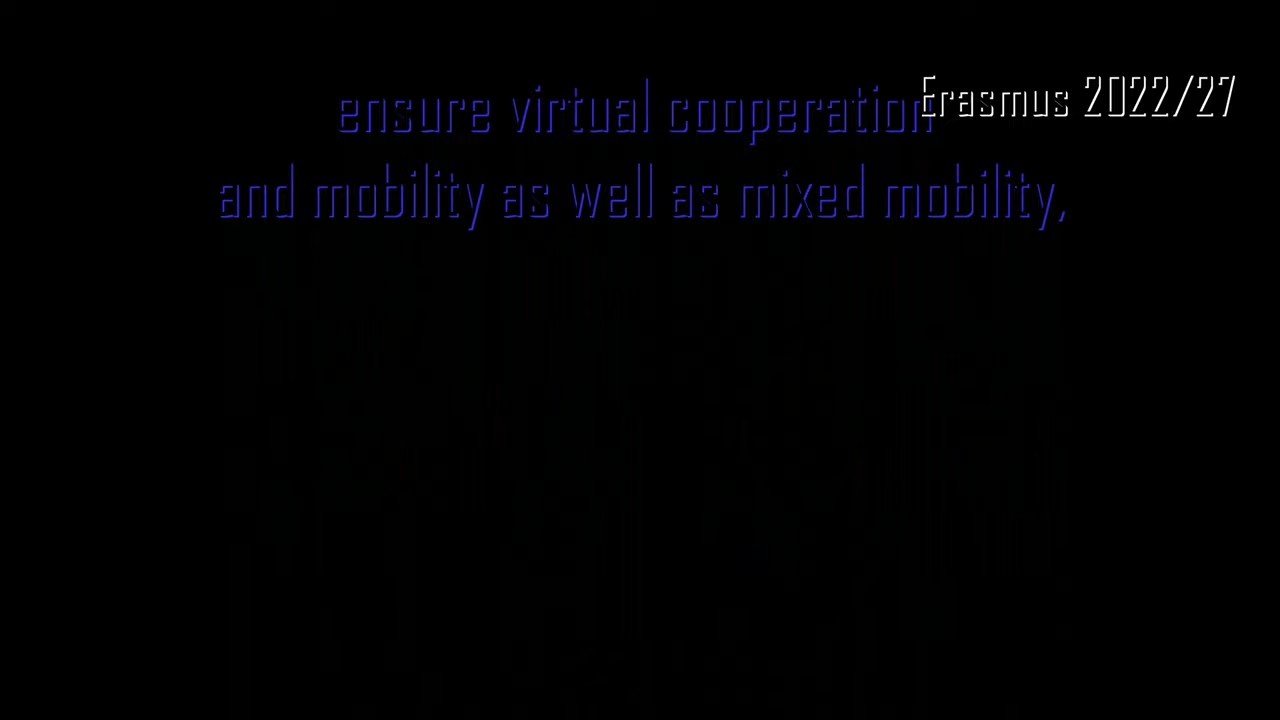 Erasmus 2022/27
ensure virtual cooperation
and mobility as well as mixed mobility,